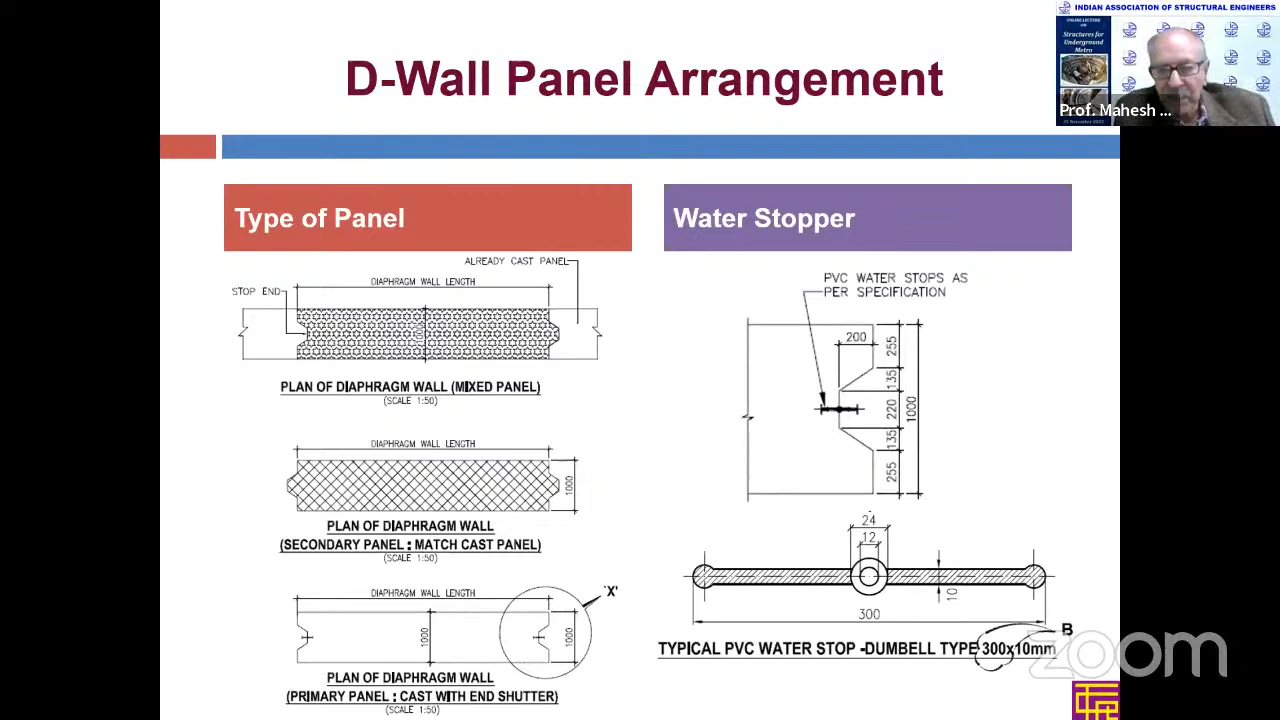 INDIAN ASSOCIATION OF STRUCTURAL ENGINEERS
ONLINE LECTURE
ON
Structures for
Underground
Metro
Prof. Mahesh ...
D-Wall Panel Arrangement
Type of Panel
ALREADY CAST PANEL
DIAPHRAGM WALL LENGTH
STOP END
1000
PLAN OF DIAPHRAGM WALL (MIXED PANEL)
(SCALE 1:50)
DIAPHRAGM WALL LENGTH
1000
PLAN OF DIAPHRAGM WALL
(SECONDARY PANEL : MATCH CAST PANEL)
(SCALE 1:50)
'X'
DIAPHRAGM WALL LENGTH
1000
1000
PLAN OF DIAPHRAGM WALL
(PRIMARY PANEL : CAST WITH END SHUTTER)
(SCALE 1:50)
Water Stopper
PVC WATER STOPS AS
PER SPECIFICATION
200
255
135
220
1000
135
255
24
12
10
300
B
TYPICAL PVC WATER STOP -DUMBELL TYPE 300x10mm
zoom